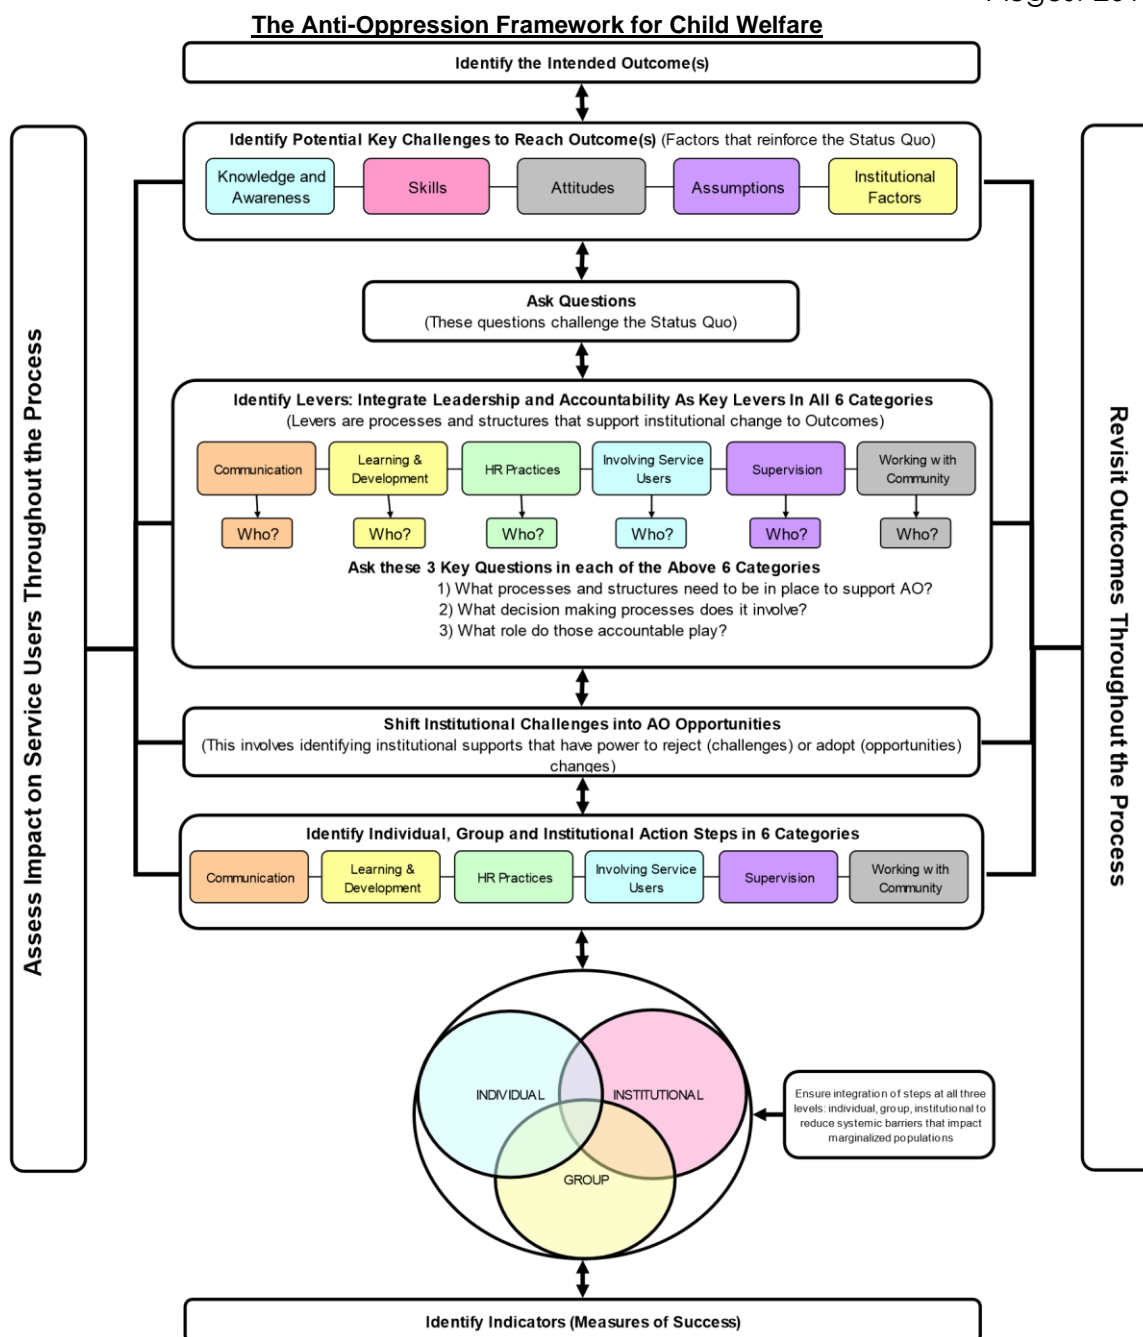 The Anti-Oppression Framework for Child Welfare
Identify the Intended Outcome(s)
Identify Potential Key Challenges to Reach Outcome(s) (Factors that reinforce the Status Quo)
Knowledge and
Awareness
Skills
Attitudes
Assumptions
Institutional
Factors
Ask Questions
(These questions challenge the Status Quo)
Identify Levers: Integrate Leadership and Accountability As Key Levers In All 6 Categories
(Levers are processes and structures that support institutional change to Outcomes)
Communication
Learning &
Development
HR Practices
Involving Service
Users
Supervision
Working with
Community
Who?
Who?
Who?
Who?
Who?
Who?
Ask these 3 Key Questions in each of the Above 6 Categories
1) What processes and structures need to be in place to support AO?
2) What decision making processes does it involve?
3) What role do those accountable play?
Shift Institutional Challenges into AO Opportunities
(This involves identifying institutional supports that have power to reject (challenges) or adopt (opportunities)
changes)
Identify Individual, Group and Institutional Action Steps in 6 Categories
Communication
Learning &
Development
HR Practices
Involving Service
Users
Supervision
Working with
Community
INDIVIDUAL
INSTITUTIONAL
GROUP
Ensure integration of steps at all three
levels: individual, group, institutional to
reduce systemic barriers that impact
marginalized populations
Identify Indicators (Measures of Success)
Assess Impact on Service Users Throughout the Process
Revisit Outcomes Throughout the Process